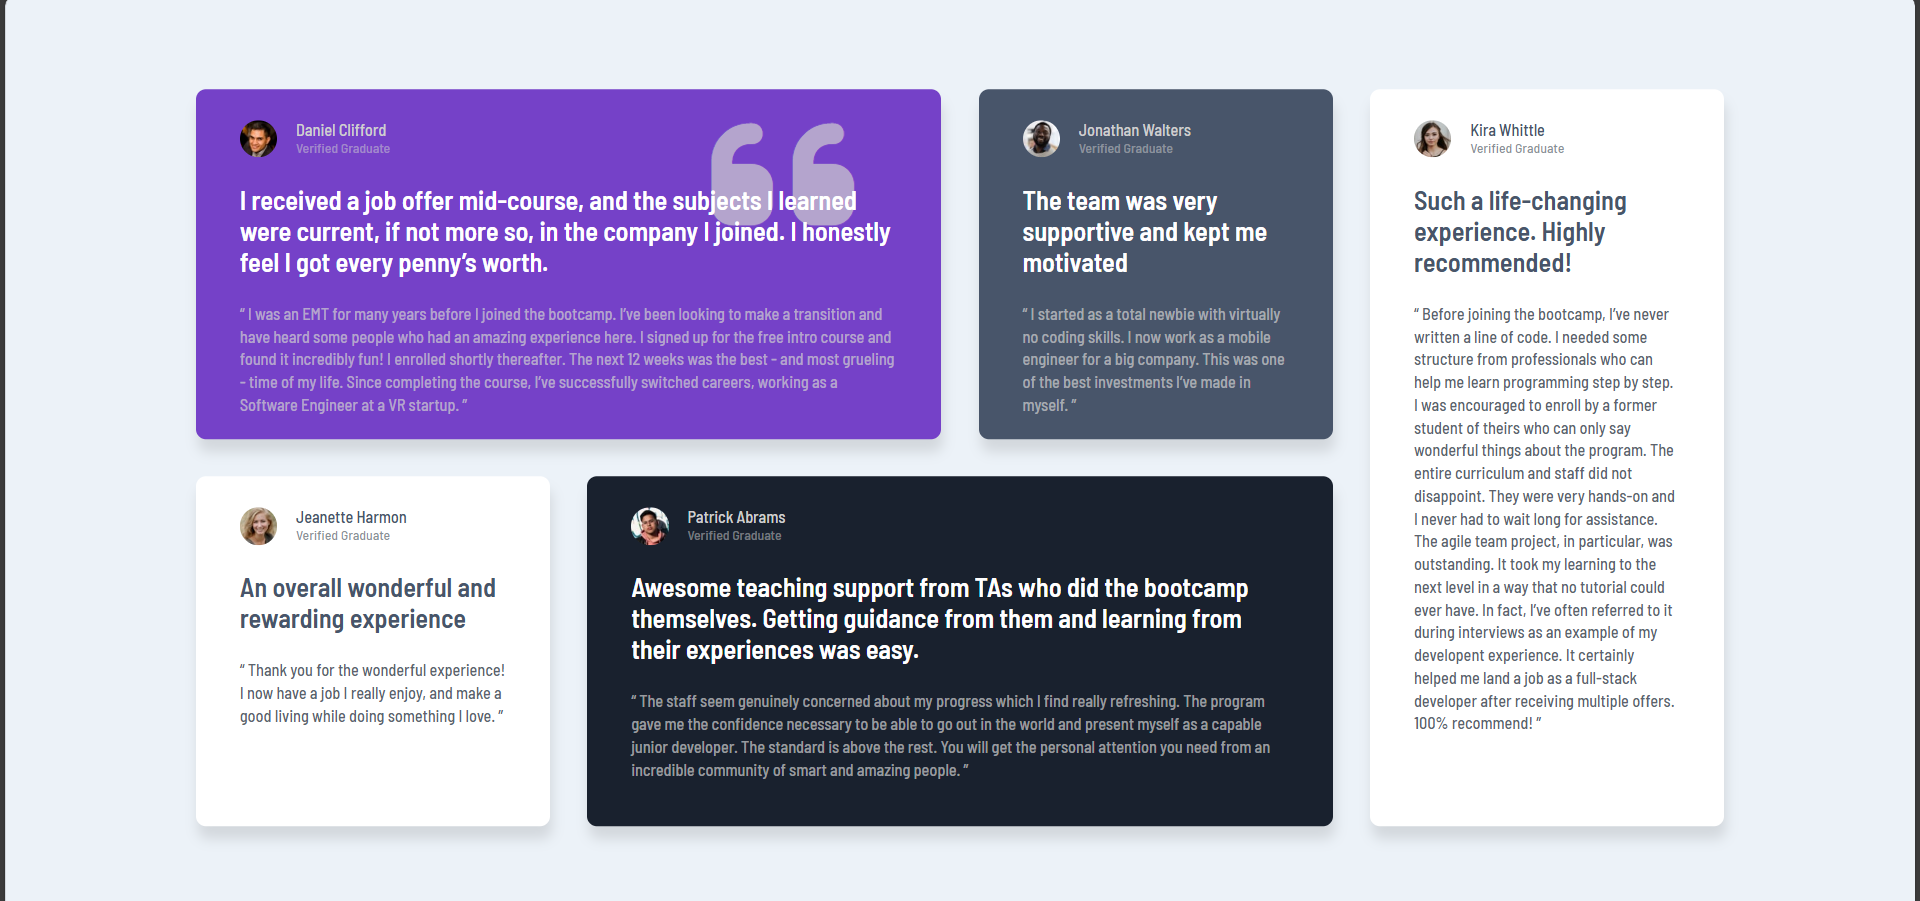 Daniel Clifford
Verified Graduate
I received a job offer mid-course, and the subjects I learned
were current, if not more so, in the company I joined. I honestly
feel I got every penny’s worth.
“ I was an EMT for many years before I joined the bootcamp. I’ve been looking to make a transition and
have heard some people who had an amazing experience here. I signed up for the free intro course and
found it incredibly fun! I enrolled shortly thereafter. The next 12 weeks was the best - and most grueling
- time of my life. Since completing the course, I’ve successfully switched careers, working as a
Software Engineer at a VR startup. ”
Jonathan Walters
Verified Graduate
The team was very
supportive and kept me
motivated
“ I started as a total newbie with virtually
no coding skills. I now work as a mobile
engineer for a big company. This was one
of the best investments I’ve made in
myself. ”
Kira Whittle
Verified Graduate
Such a life-changing
experience. Highly
recommended!
“ Before joining the bootcamp, I’ve never
written a line of code. I needed some
structure from professionals who can
help me learn programming step by step.
I was encouraged to enroll by a former
student of theirs who can only say
wonderful things about the program. The
entire curriculum and staff did not
disappoint. They were very hands-on and
I never had to wait long for assistance.
The agile team project, in particular, was
outstanding. It took my learning to the
next level in a way that no tutorial could
ever have. In fact, I’ve often referred to it
during interviews as an example of my
developent experience. It certainly
helped me land a job as a full-stack
developer after receiving multiple offers.
100% recommend! ”
Jeanette Harmon
Verified Graduate
An overall wonderful and
rewarding experience
“ Thank you for the wonderful experience!
I now have a job I really enjoy, and make a
good living while doing something I love. ”
Patrick Abrams
Verified Graduate
Awesome teaching support from TAs who did the bootcamp
themselves. Getting guidance from them and learning from
their experiences was easy.
“ The staff seem genuinely concerned about my progress which I find really refreshing. The program
gave me the confidence necessary to be able to go out in the world and present myself as a capable
junior developer. The standard is above the rest. You will get the personal attention you need from an
incredible community of smart and amazing people. ”